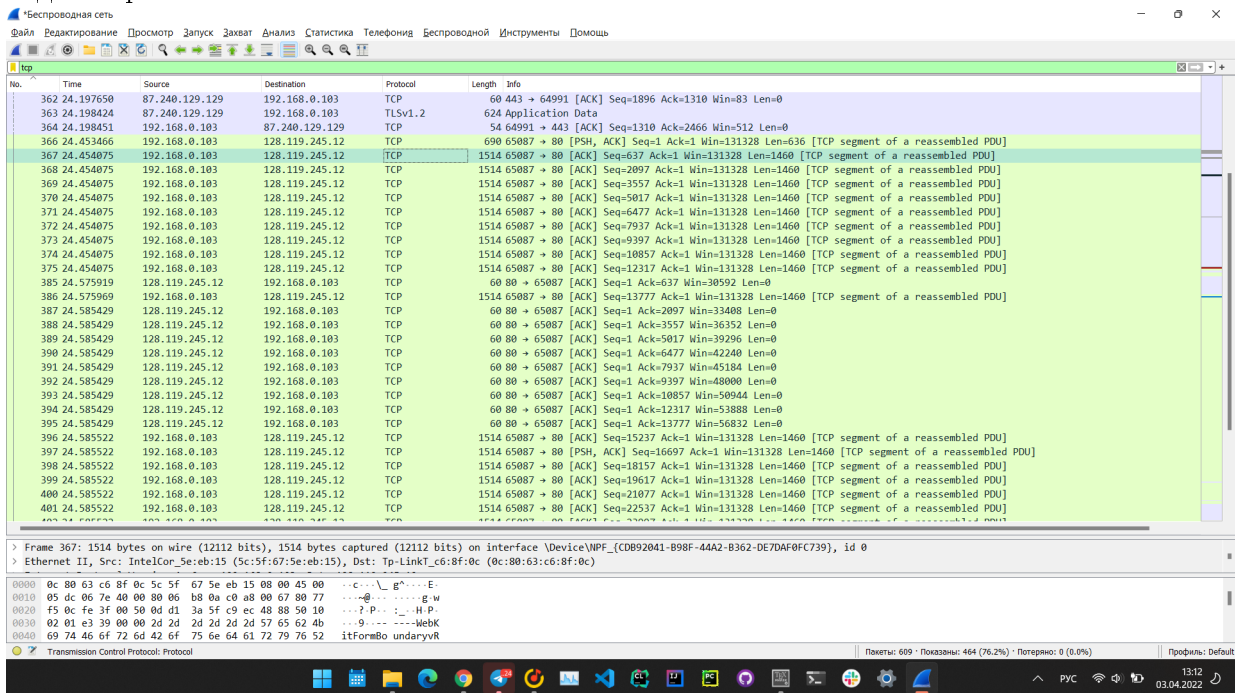 *Беспроводная сеть
Файл Редактирование Просмотр Запуск Захват Анализ Статистика Телефония Беспроводной Инструменты Помощь
tcp
No. Time Source Destination Protocol Length Info
362 24.197650 87.240.129.129 192.168.0.103 TCP 60 443 → 64991 [ACK] Seq=1896 Ack=1310 Win=83 Len=0
363 24.198424 87.240.129.129 192.168.0.103 TLSv1.2 624 Application Data
364 24.198451 192.168.0.103 87.240.129.129 TCP 54 64991 → 443 [ACK] Seq=1310 Ack=2466 Win=512 Len=0
366 24.453466 192.168.0.103 128.119.245.12 TCP 690 65087 → 80 [PSH, ACK] Seq=1 Ack=1 Win=131328 Len=636 [TCP segment of a reassembled PDU]
367 24.454075 192.168.0.103 128.119.245.12 TCP 1514 65087 → 80 [ACK] Seq=637 Ack=1 Win=131328 Len=1460 [TCP segment of a reassembled PDU]
368 24.454075 192.168.0.103 128.119.245.12 TCP 1514 65087 → 80 [ACK] Seq=2097 Ack=1 Win=131328 Len=1460 [TCP segment of a reassembled PDU]
369 24.454075 192.168.0.103 128.119.245.12 TCP 1514 65087 → 80 [ACK] Seq=3557 Ack=1 Win=131328 Len=1460 [TCP segment of a reassembled PDU]
370 24.454075 192.168.0.103 128.119.245.12 TCP 1514 65087 → 80 [ACK] Seq=5017 Ack=1 Win=131328 Len=1460 [TCP segment of a reassembled PDU]
371 24.454075 192.168.0.103 128.119.245.12 TCP 1514 65087 → 80 [ACK] Seq=6477 Ack=1 Win=131328 Len=1460 [TCP segment of a reassembled PDU]
372 24.454075 192.168.0.103 128.119.245.12 TCP 1514 65087 → 80 [ACK] Seq=7937 Ack=1 Win=131328 Len=1460 [TCP segment of a reassembled PDU]
373 24.454075 192.168.0.103 128.119.245.12 TCP 1514 65087 → 80 [ACK] Seq=9397 Ack=1 Win=131328 Len=1460 [TCP segment of a reassembled PDU]
374 24.454075 192.168.0.103 128.119.245.12 TCP 1514 65087 → 80 [ACK] Seq=10857 Ack=1 Win=131328 Len=1460 [TCP segment of a reassembled PDU]
375 24.454075 192.168.0.103 128.119.245.12 TCP 1514 65087 → 80 [ACK] Seq=12317 Ack=1 Win=131328 Len=1460 [TCP segment of a reassembled PDU]
385 24.575919 128.119.245.12 192.168.0.103 TCP 60 80 → 65087 [ACK] Seq=1 Ack=637 Win=30592 Len=0
386 24.575969 192.168.0.103 128.119.245.12 TCP 1514 65087 → 80 [ACK] Seq=13777 Ack=1 Win=131328 Len=1460 [TCP segment of a reassembled PDU]
387 24.585429 128.119.245.12 192.168.0.103 TCP 60 80 → 65087 [ACK] Seq=1 Ack=2097 Win=33408 Len=0
388 24.585429 128.119.245.12 192.168.0.103 TCP 60 80 → 65087 [ACK] Seq=1 Ack=3557 Win=36352 Len=0
389 24.585429 128.119.245.12 192.168.0.103 TCP 60 80 → 65087 [ACK] Seq=1 Ack=5017 Win=39296 Len=0
390 24.585429 128.119.245.12 192.168.0.103 TCP 60 80 → 65087 [ACK] Seq=1 Ack=6477 Win=42240 Len=0
391 24.585429 128.119.245.12 192.168.0.103 TCP 60 80 → 65087 [ACK] Seq=1 Ack=7937 Win=45184 Len=0
392 24.585429 128.119.245.12 192.168.0.103 TCP 60 80 → 65087 [ACK] Seq=1 Ack=9397 Win=48000 Len=0
393 24.585429 128.119.245.12 192.168.0.103 TCP 60 80 → 65087 [ACK] Seq=1 Ack=10857 Win=50944 Len=0
394 24.585429 128.119.245.12 192.168.0.103 TCP 60 80 → 65087 [ACK] Seq=1 Ack=12317 Win=53888 Len=0
395 24.585429 128.119.245.12 192.168.0.103 TCP 60 80 → 65087 [ACK] Seq=1 Ack=13777 Win=56832 Len=0
396 24.585522 192.168.0.103 128.119.245.12 TCP 1514 65087 → 80 [ACK] Seq=15237 Ack=1 Win=131328 Len=1460 [TCP segment of a reassembled PDU]
397 24.585522 192.168.0.103 128.119.245.12 TCP 1514 65087 → 80 [PSH, ACK] Seq=16697 Ack=1 Win=131328 Len=1460 [TCP segment of a reassembled PDU]
398 24.585522 192.168.0.103 128.119.245.12 TCP 1514 65087 → 80 [ACK] Seq=18157 Ack=1 Win=131328 Len=1460 [TCP segment of a reassembled PDU]
399 24.585522 192.168.0.103 128.119.245.12 TCP 1514 65087 → 80 [ACK] Seq=19617 Ack=1 Win=131328 Len=1460 [TCP segment of a reassembled PDU]
400 24.585522 192.168.0.103 128.119.245.12 TCP 1514 65087 → 80 [ACK] Seq=21077 Ack=1 Win=131328 Len=1460 [TCP segment of a reassembled PDU]
401 24.585522 192.168.0.103 128.119.245.12 TCP 1514 65087 → 80 [ACK] Seq=22537 Ack=1 Win=131328 Len=1460 [TCP segment of a reassembled PDU]
Frame 367: 1514 bytes on wire (12112 bits), 1514 bytes captured (12112 bits) on interface \Device\NPF_{CDB92041-B98F-44A2-B362-DE7DAF0FC739}, id 0
Ethernet II, Src: IntelCor_5e:eb:15 (5c:5f:67:5e:eb:15), Dst: Tp-LinkT_c6:8f:0c (0c:80:63:c6:8f:0c)
0000 0c 80 63 c6 8f 0c 5c 5f 67 5e eb 15 08 00 45 00 ··c···\_ g^····E·
0010 05 dc 06 7e 40 00 80 06 b8 0a c0 a8 00 67 80 77 ···~@··· ·····g·w
0020 f5 0c fe 3f 00 50 0d d1 3a 5f c9 ec 48 88 50 10 ···?·P·· :_··H·P·
0030 02 01 e3 39 00 00 2d 2d 2d 2d 2d 2d 57 65 62 4b ···9··-- ----WebK
0040 69 74 46 6f 72 6d 42 6f 75 6e 64 61 72 79 76 52 itFormBo undaryvR
Transmission Control Protocol: Protocol
Пакеты: 609 · Показаны: 464 (76.2%) · Потеряно: 0 (0.0%)
Профиль: Default
24
CL
IJ
PC
РУС
13:12
03.04.2022